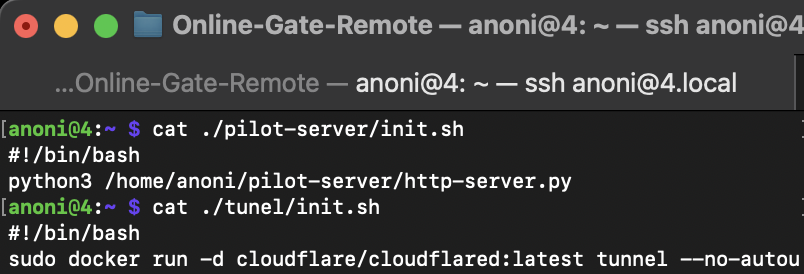 Online-Gate-Remote — anoni@4: ~ — ssh anoni@4
...Online-Gate-Remote — anoni@4: ~ — ssh anoni@4.local
[anoni@4:~ $ cat ./pilot-server/init.sh
#!/bin/bash
python3 /home/anoni/pilot-server/http-server.py
[anoni@4:~ $ cat ./tunel/init.sh
#!/bin/bash
sudo docker run -d cloudflare/cloudflared:latest tunnel --no-autou